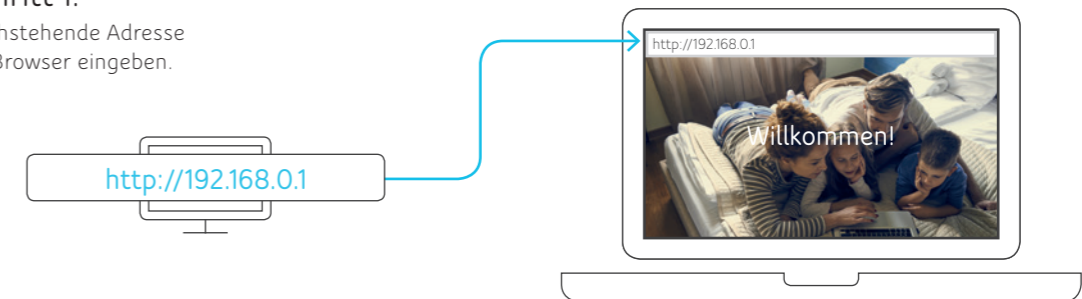 nstehende Adresse
Browser eingeben.
http://192.168.0.1
http://192.168.0.1
Willkommen!